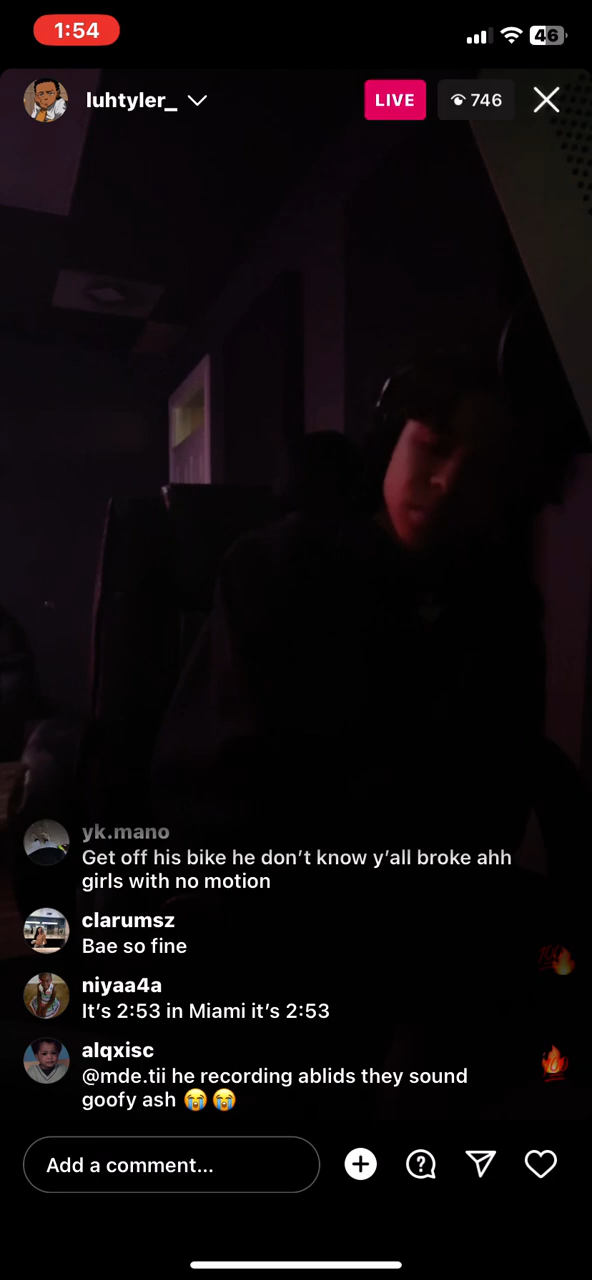 1:54
46
luhtyler_
LIVE
746
yk.mano
Get off his bike he don’t know y’all broke ahh
girls with no motion
clarumsz
Bae so fine
niyaa4a
It’s 2:53 in Miami it’s 2:53
alqxisc
@mde.tii he recording ablids they sound
goofy ash 😭😭
Add a comment...